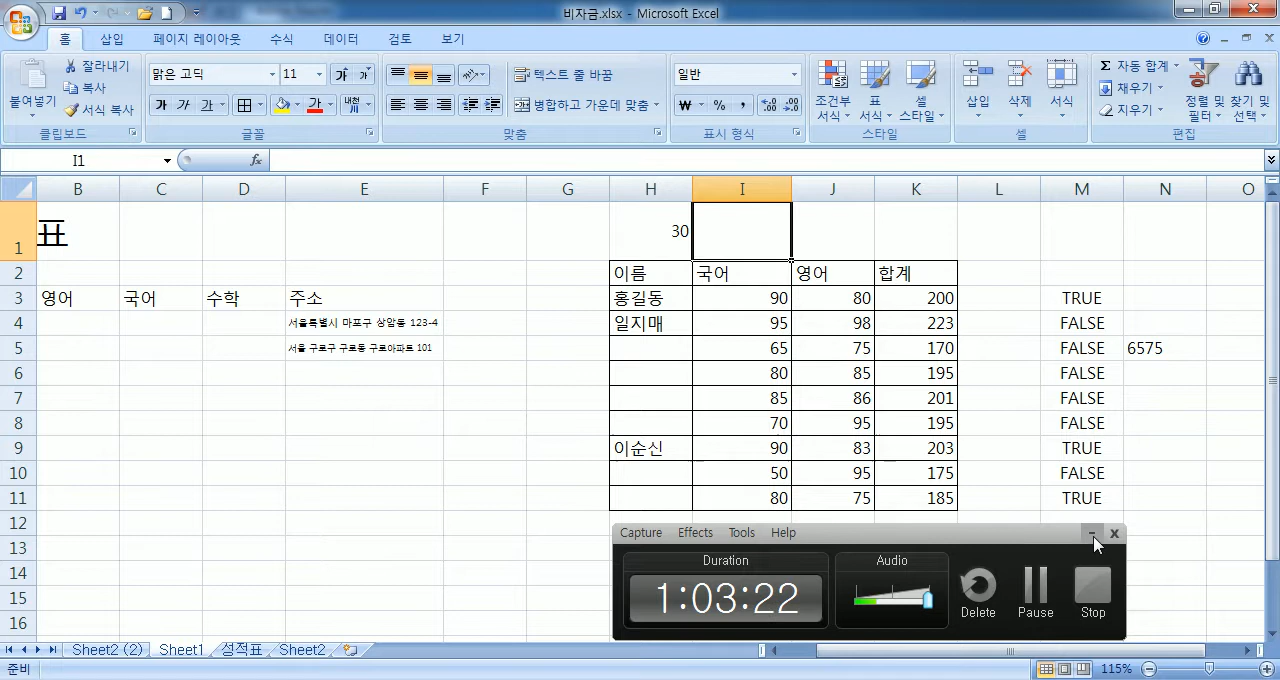 비자금.xlsx - Microsoft Excel
홈 삽입 페이지 레이아웃 수식 데이터 검토 보기
붙여넣기 잘라내기 복사 서식 복사 클립보드
맑은 고딕 11 가 가
가 가 가 가 내천
글꼴
텍스트 줄 바꿈
병합하고 가운데 맞춤
맞춤
일반
₩ % ,
표시 형식
조건부 서식 표 서식 셀 스타일
스타일
삽입 삭제 서식
셀
Σ 자동 합계
채우기
지우기
정렬 및 필터 찾기 및 선택
편집
I1 fx
B C D E F G H I J K L M N O
1 표 30
2 이름 국어 영어 합계
3 영어 국어 수학 주소 홍길동 90 80 200 TRUE
4 서울특별시 마포구 상암동 123-4 일지매 95 98 223 FALSE
5 서울 구로구 구로동 구로아파트 101 65 75 170 FALSE 6575
6 80 85 195 FALSE
7 85 86 201 FALSE
8 70 95 195 FALSE
9 이순신 90 83 203 TRUE
10 50 95 175 FALSE
11 80 75 185 TRUE
12
13
14
15
16
Capture Effects Tools Help
Duration Audio
1:03:22
Delete Pause Stop
Sheet2 (2) Sheet1 성적표 Sheet2
준비 115%